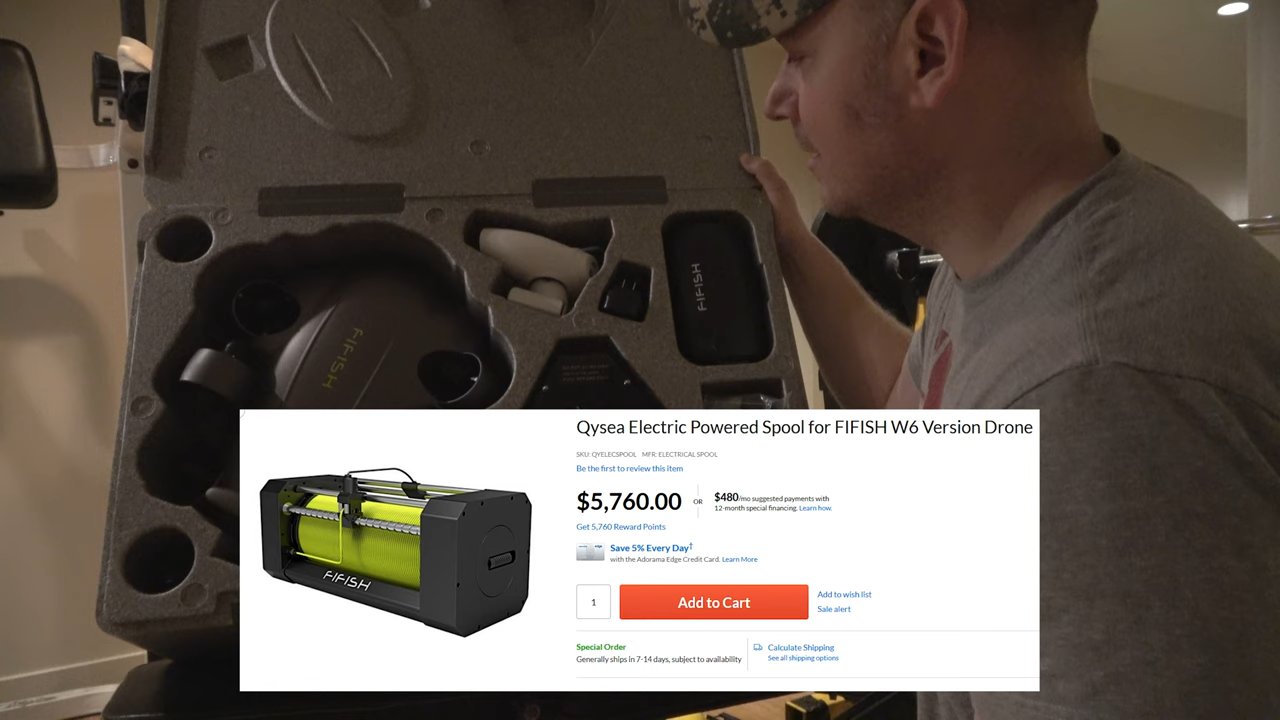 FIFISH
FIFISH
Qysea Electric Powered Spool for FIFISH W6 Version Drone
SKU: QYELECSPOOL MFR: ELECTRICAL SPOOL
Be the first to review this item
$5,760.00 OR $480/mo suggested payments with
12-month special financing. Learn how.
Get 5,760 Reward Points
Save 5% Every Day†
with the Adorama Edge Credit Card. Learn More
FIFISH
1 Add to Cart
Add to wish list
Sale alert
Special Order
Generally ships in 7-14 days, subject to availability
Calculate Shipping
See all shipping options